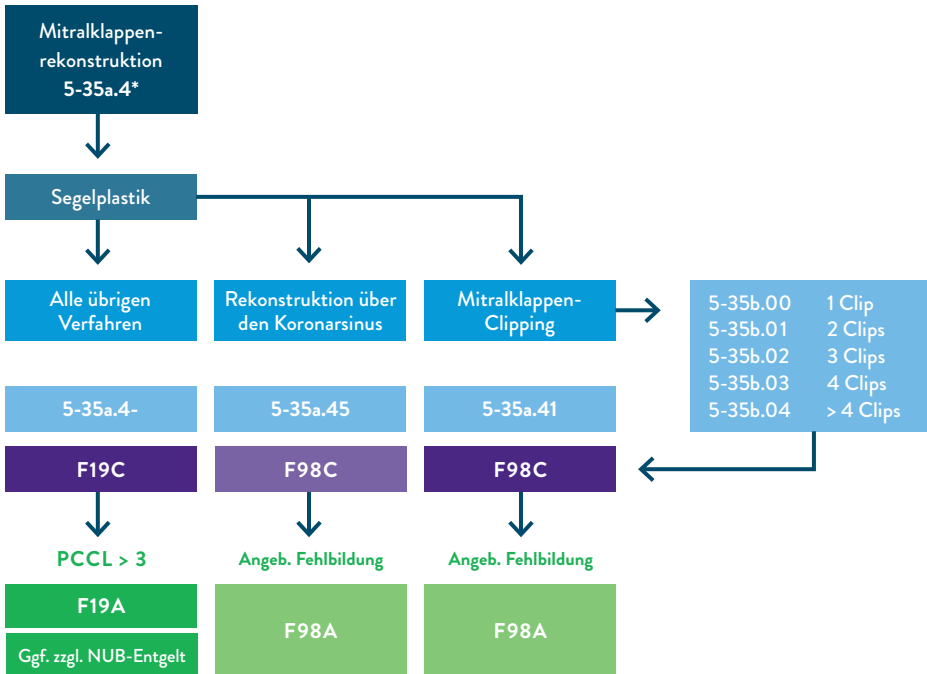 Mitralklappen-
rekonstruktion
5-35a.4*
Segelplastik
Alle übrigen
Verfahren
Rekonstruktion über
den Koronarsinus
Mitralklappen-
Clipping
5-35b.00 1 Clip
5-35b.01 2 Clips
5-35b.02 3 Clips
5-35b.03 4 Clips
5-35b.04 > 4 Clips
5-35a.4-
5-35a.45
5-35a.41
F19C
F98C
F98C
PCCL > 3
Angeb. Fehlbildung
Angeb. Fehlbildung
F19A
Ggf. zzgl. NUB-Entgelt
F98A
F98A